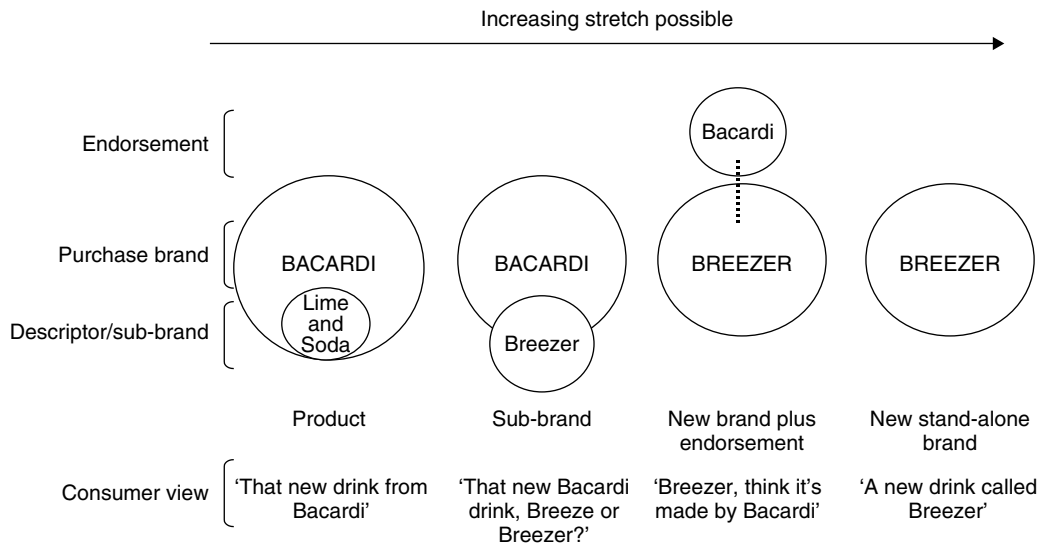 Increasing stretch possible
Endorsement
Bacardi
Purchase brand
BACARDI
BACARDI
BREEZER
BREEZER
Descriptor/sub-brand
Lime
and
Soda
Breezer
Product
Sub-brand
New brand plus
endorsement
New stand-alone
brand
Consumer view
‘That new drink from
Bacardi’
‘That new Bacardi
drink, Breeze or
Breezer?’
‘Breezer, think it's
made by Bacardi’
‘A new drink called
Breezer’